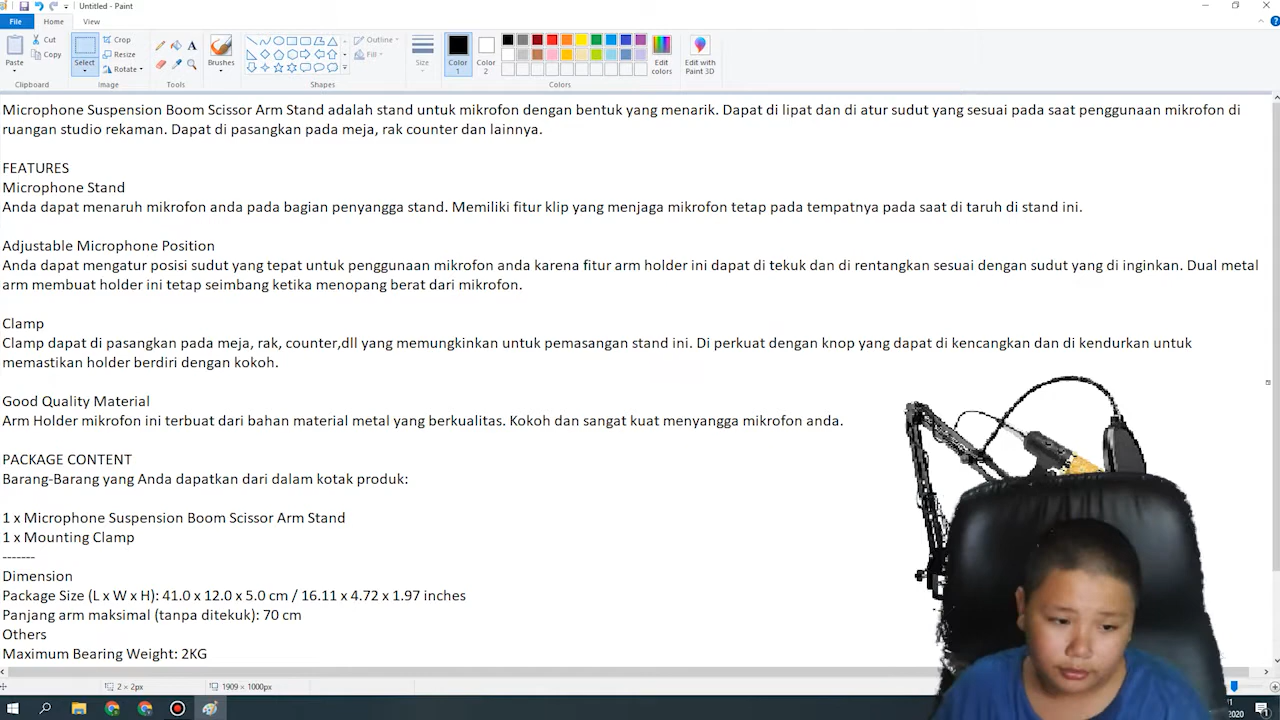 Untitled - Paint
File
Home
View
Paste
Cut
Copy
Clipboard
Select
Crop
Resize
Rotate
Image
A
Tools
Brushes
Shapes
Outline
Fill
Size
Color 1
Color 2
Edit colors
Colors
Edit with Paint 3D
Microphone Suspension Boom Scissor Arm Stand adalah stand untuk mikrofon dengan bentuk yang menarik. Dapat di lipat dan di atur sudut yang sesuai pada saat penggunaan mikrofon di
ruangan studio rekaman. Dapat di pasangkan pada meja, rak counter dan lainnya.
FEATURES
Microphone Stand
Anda dapat menaruh mikrofon anda pada bagian penyangga stand. Memiliki fitur klip yang menjaga mikrofon tetap pada tempatnya pada saat di taruh di stand ini.
Adjustable Microphone Position
Anda dapat mengatur posisi sudut yang tepat untuk penggunaan mikrofon anda karena fitur arm holder ini dapat di tekuk dan di rentangkan sesuai dengan sudut yang di inginkan. Dual metal
arm membuat holder ini tetap seimbang ketika menopang berat dari mikrofon.
Clamp
Clamp dapat di pasangkan pada meja, rak, counter,dll yang memungkinkan untuk pemasangan stand ini. Di perkuat dengan knop yang dapat di kencangkan dan di kendurkan untuk
memastikan holder berdiri dengan kokoh.
Good Quality Material
Arm Holder mikrofon ini terbuat dari bahan material metal yang berkualitas. Kokoh dan sangat kuat menyangga mikrofon anda.
PACKAGE CONTENT
Barang-Barang yang Anda dapatkan dari dalam kotak produk:
1 x Microphone Suspension Boom Scissor Arm Stand
1 x Mounting Clamp
-------
Dimension
Package Size (L x W x H): 41.0 x 12.0 x 5.0 cm / 16.11 x 4.72 x 1.97 inches
Panjang arm maksimal (tanpa ditekuk): 70 cm
Others
Maximum Bearing Weight: 2KG
2 × 2px
1909 × 1000px
2020